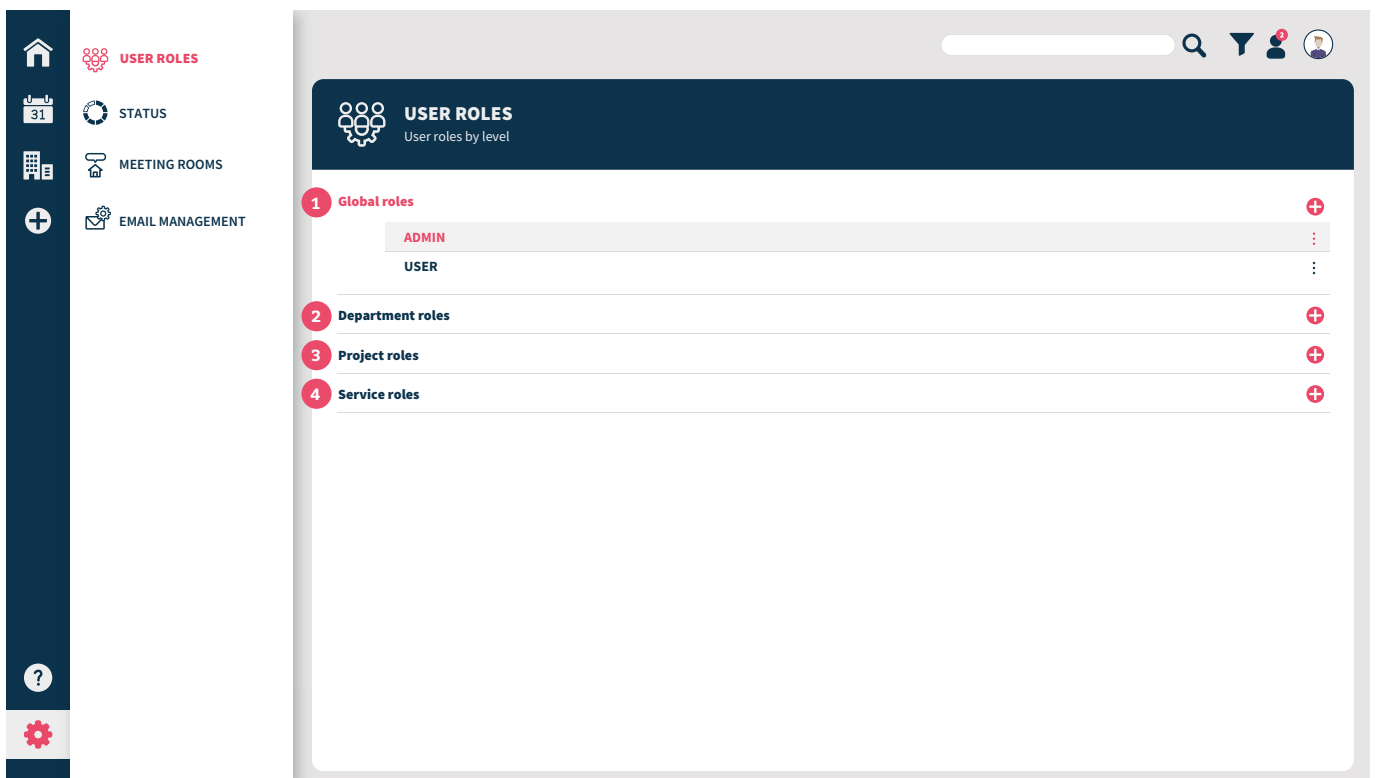 31
USER ROLES
STATUS
MEETING ROOMS
EMAIL MANAGEMENT
?
2
USER ROLES
User roles by level
1 Global roles
ADMIN
USER
2 Department roles
3 Project roles
4 Service roles